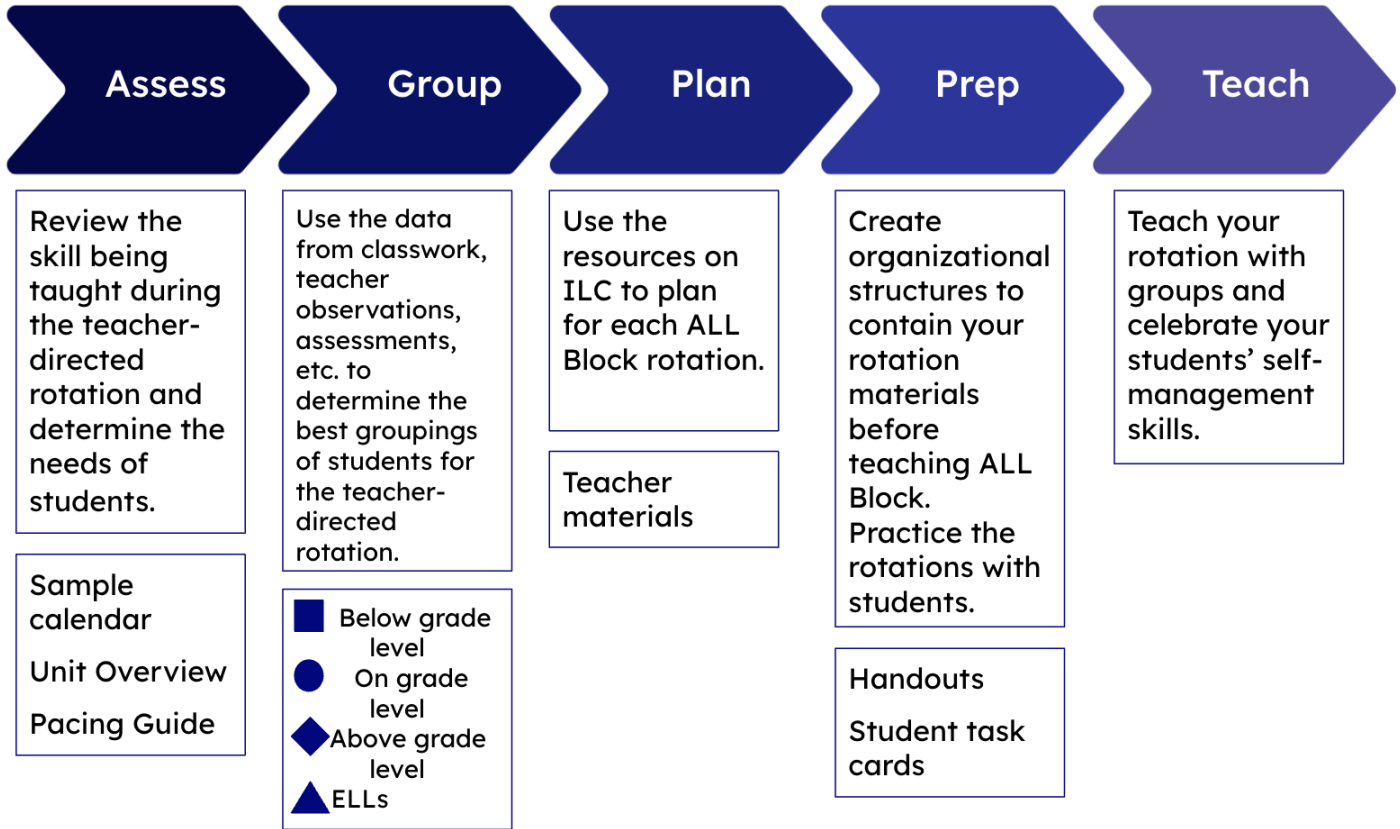 Assess
Group
Plan
Prep
Teach
Review the
skill being
taught during
the teacher-
directed
rotation and
determine the
needs of
students.
Sample
calendar
Unit Overview
Pacing Guide
Use the data
from classwork,
teacher
observations,
assessments,
etc. to
determine the
best groupings
of students for
the teacher-
directed
rotation.
Below grade
level
On grade
level
Above grade
level
ELLs
Use the
resources on
ILC to plan
for each ALL
Block rotation.
Teacher
materials
Create
organizational
structures to
contain your
rotation
materials
before
teaching ALL
Block.
Practice the
rotations with
students.
Handouts
Student task
cards
Teach your
rotation with
groups and
celebrate your
students’ self-
management
skills.